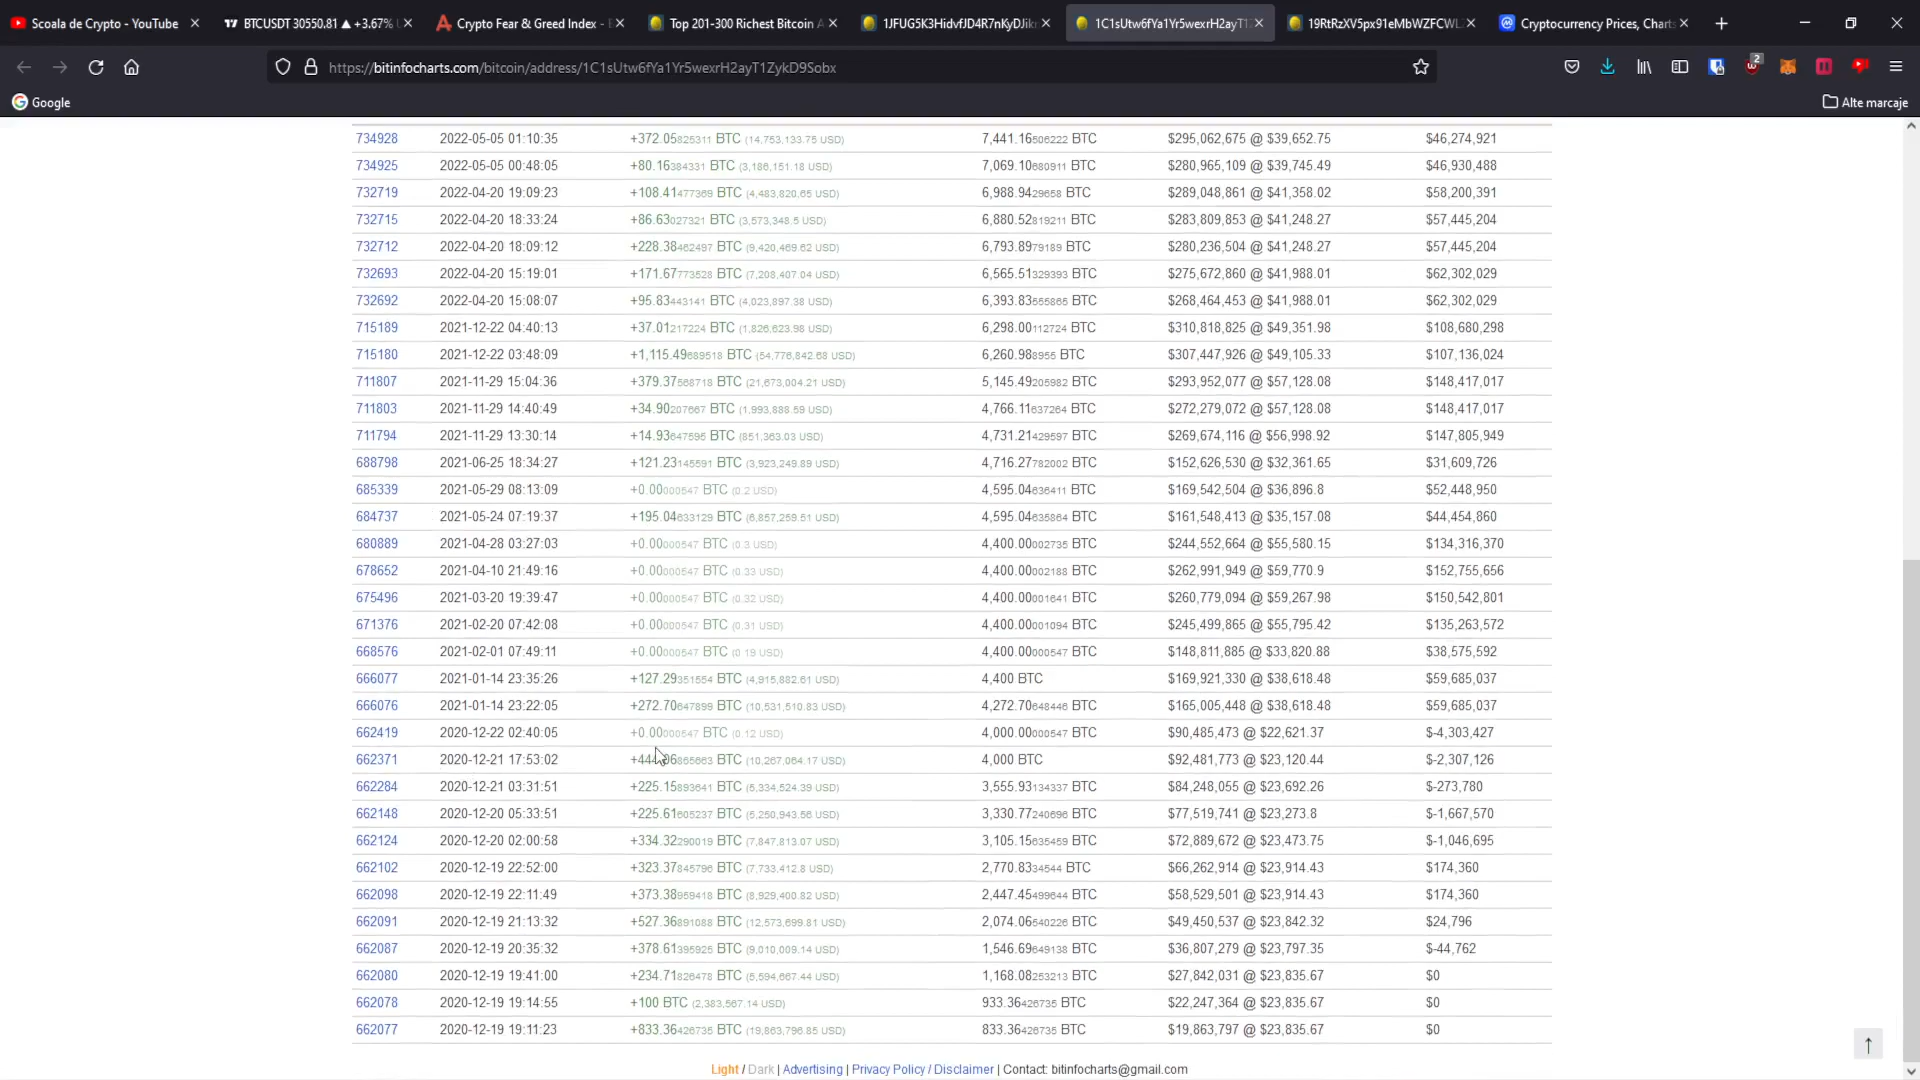 Scoala de Crypto - YouTube
BTCUSDT 30550.81 ▲ +3.67%
Crypto Fear & Greed Index -
Top 201-300 Richest Bitcoin A
1JFUG5K3HidvfJD4R7nKyDJik
1C1sUtw6fYa1Yr5wexrH2ayT1
19RtRzXV5px91eMbWZFCWL
Cryptocurrency Prices, Charts
https://bitinfocharts.com/bitcoin/address/1C1sUtw6fYa1Yr5wexrH2ayT1ZykD9Sobx
2
Google
Alte marcaje
734928 2022-05-05 01:10:35 +372.05825311 BTC (14,753,133.75 USD) 7,441.16506222 BTC $295,062,675 @ $39,652.75 $46,274,921
734925 2022-05-05 00:48:05 +80.16384331 BTC (3,186,151.18 USD) 7,069.10680911 BTC $280,965,109 @ $39,745.49 $46,930,488
732719 2022-04-20 19:09:23 +108.41477369 BTC (4,483,820.65 USD) 6,988.9429658 BTC $289,048,861 @ $41,358.02 $58,200,391
732715 2022-04-20 18:33:24 +86.63027321 BTC (3,573,348.5 USD) 6,880.52819211 BTC $283,809,853 @ $41,248.27 $57,445,204
732712 2022-04-20 18:09:12 +228.38462497 BTC (9,420,469.62 USD) 6,793.8979189 BTC $280,236,504 @ $41,248.27 $57,445,204
732693 2022-04-20 15:19:01 +171.67773528 BTC (7,208,407.04 USD) 6,565.51329393 BTC $275,672,860 @ $41,988.01 $62,302,029
732692 2022-04-20 15:08:07 +95.83443141 BTC (4,023,897.38 USD) 6,393.83555865 BTC $268,464,453 @ $41,988.01 $62,302,029
715189 2021-12-22 04:40:13 +37.01217224 BTC (1,826,623.98 USD) 6,298.00112724 BTC $310,818,825 @ $49,351.98 $108,680,298
715180 2021-12-22 03:48:09 +1,115.49689518 BTC (54,776,842.68 USD) 6,260.988955 BTC $307,447,926 @ $49,105.33 $107,136,024
711807 2021-11-29 15:04:36 +379.37568718 BTC (21,673,004.21 USD) 5,145.49205982 BTC $293,952,077 @ $57,128.08 $148,417,017
711803 2021-11-29 14:40:49 +34.90207667 BTC (1,993,888.59 USD) 4,766.11637264 BTC $272,279,072 @ $57,128.08 $148,417,017
711794 2021-11-29 13:30:14 +14.93647595 BTC (851,363.03 USD) 4,731.21429597 BTC $269,674,116 @ $56,998.92 $147,805,949
688798 2021-06-25 18:34:27 +121.23145591 BTC (3,923,249.89 USD) 4,716.27782002 BTC $152,626,530 @ $32,361.65 $31,609,726
685339 2021-05-29 08:13:09 +0.00000547 BTC (0.2 USD) 4,595.04636411 BTC $169,542,504 @ $36,896.8 $52,448,950
684737 2021-05-24 07:19:37 +195.04633129 BTC (6,857,259.51 USD) 4,595.04635864 BTC $161,548,413 @ $35,157.08 $44,454,860
680889 2021-04-28 03:27:03 +0.00000547 BTC (0.3 USD) 4,400.00002735 BTC $244,552,664 @ $55,580.15 $134,316,370
678652 2021-04-10 21:49:16 +0.00000547 BTC (0.33 USD) 4,400.00002188 BTC $262,991,949 @ $59,770.9 $152,755,656
675496 2021-03-20 19:39:47 +0.00000547 BTC (0.32 USD) 4,400.00001641 BTC $260,779,094 @ $59,267.98 $150,542,801
671376 2021-02-20 07:42:08 +0.00000547 BTC (0.31 USD) 4,400.00001094 BTC $245,499,865 @ $55,795.42 $135,263,572
668576 2021-02-01 07:49:11 +0.00000547 BTC (0.19 USD) 4,400.00000547 BTC $148,811,885 @ $33,820.88 $38,575,592
666077 2021-01-14 23:35:26 +127.29351554 BTC (4,915,882.61 USD) 4,400 BTC $169,921,330 @ $38,618.48 $59,685,037
666076 2021-01-14 23:22:05 +272.70647899 BTC (10,531,510.83 USD) 4,272.70648446 BTC $165,005,448 @ $38,618.48 $59,685,037
662419 2020-12-22 02:40:05 +0.00000547 BTC (0.12 USD) 4,000.00000547 BTC $90,485,473 @ $22,621.37 $-4,303,427
662371 2020-12-21 17:53:02 +444.06865663 BTC (10,267,064.17 USD) 4,000 BTC $92,481,773 @ $23,120.44 $-2,307,126
662284 2020-12-21 03:31:51 +225.15893641 BTC (5,334,524.39 USD) 3,555.93134337 BTC $84,248,055 @ $23,692.26 $-273,780
662148 2020-12-20 05:33:51 +225.61605237 BTC (5,250,943.56 USD) 3,330.77240696 BTC $77,519,741 @ $23,273.8 $-1,667,570
662124 2020-12-20 02:00:58 +334.32290019 BTC (7,847,813.07 USD) 3,105.15635459 BTC $72,889,672 @ $23,473.75 $-1,046,695
662102 2020-12-19 22:52:00 +323.37845796 BTC (7,733,412.8 USD) 2,770.8334544 BTC $66,262,914 @ $23,914.43 $174,360
662098 2020-12-19 22:11:49 +373.38959418 BTC (8,929,400.82 USD) 2,447.45499644 BTC $58,529,501 @ $23,914.43 $174,360
662091 2020-12-19 21:13:32 +527.36891088 BTC (12,573,699.81 USD) 2,074.06540226 BTC $49,450,537 @ $23,842.32 $24,796
662087 2020-12-19 20:35:32 +378.61395925 BTC (9,010,009.14 USD) 1,546.69649138 BTC $36,807,279 @ $23,797.35 $-44,762
662080 2020-12-19 19:41:00 +234.71826478 BTC (5,594,667.44 USD) 1,168.08253213 BTC $27,842,031 @ $23,835.67 $0
662078 2020-12-19 19:14:55 +100 BTC (2,383,567.14 USD) 933.36426735 BTC $22,247,364 @ $23,835.67 $0
662077 2020-12-19 19:11:23 +833.36426735 BTC (19,863,796.85 USD) 833.36426735 BTC $19,863,797 @ $23,835.67 $0
Light / Dark | Advertising | Privacy Policy / Disclaimer | Contact: bitinfocharts@gmail.com